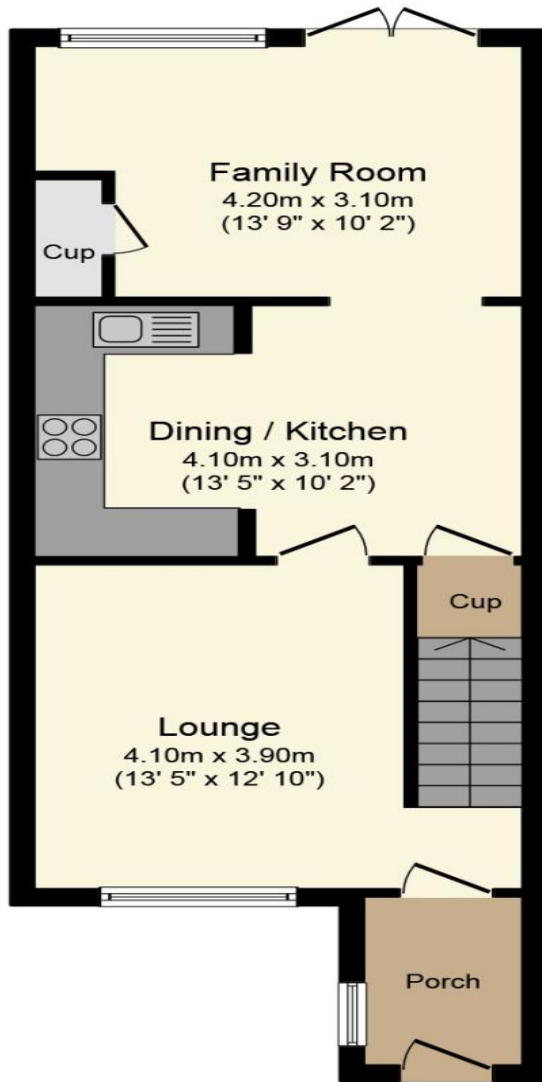 Family Room
4.20m x 3.10m
(13' 9" x 10' 2")
Cup
Dining / Kitchen
4.10m x 3.10m
(13' 5" x 10' 2")
Cup
Lounge
4.10m x 3.90m
(13' 5" x 12' 10")
Porch